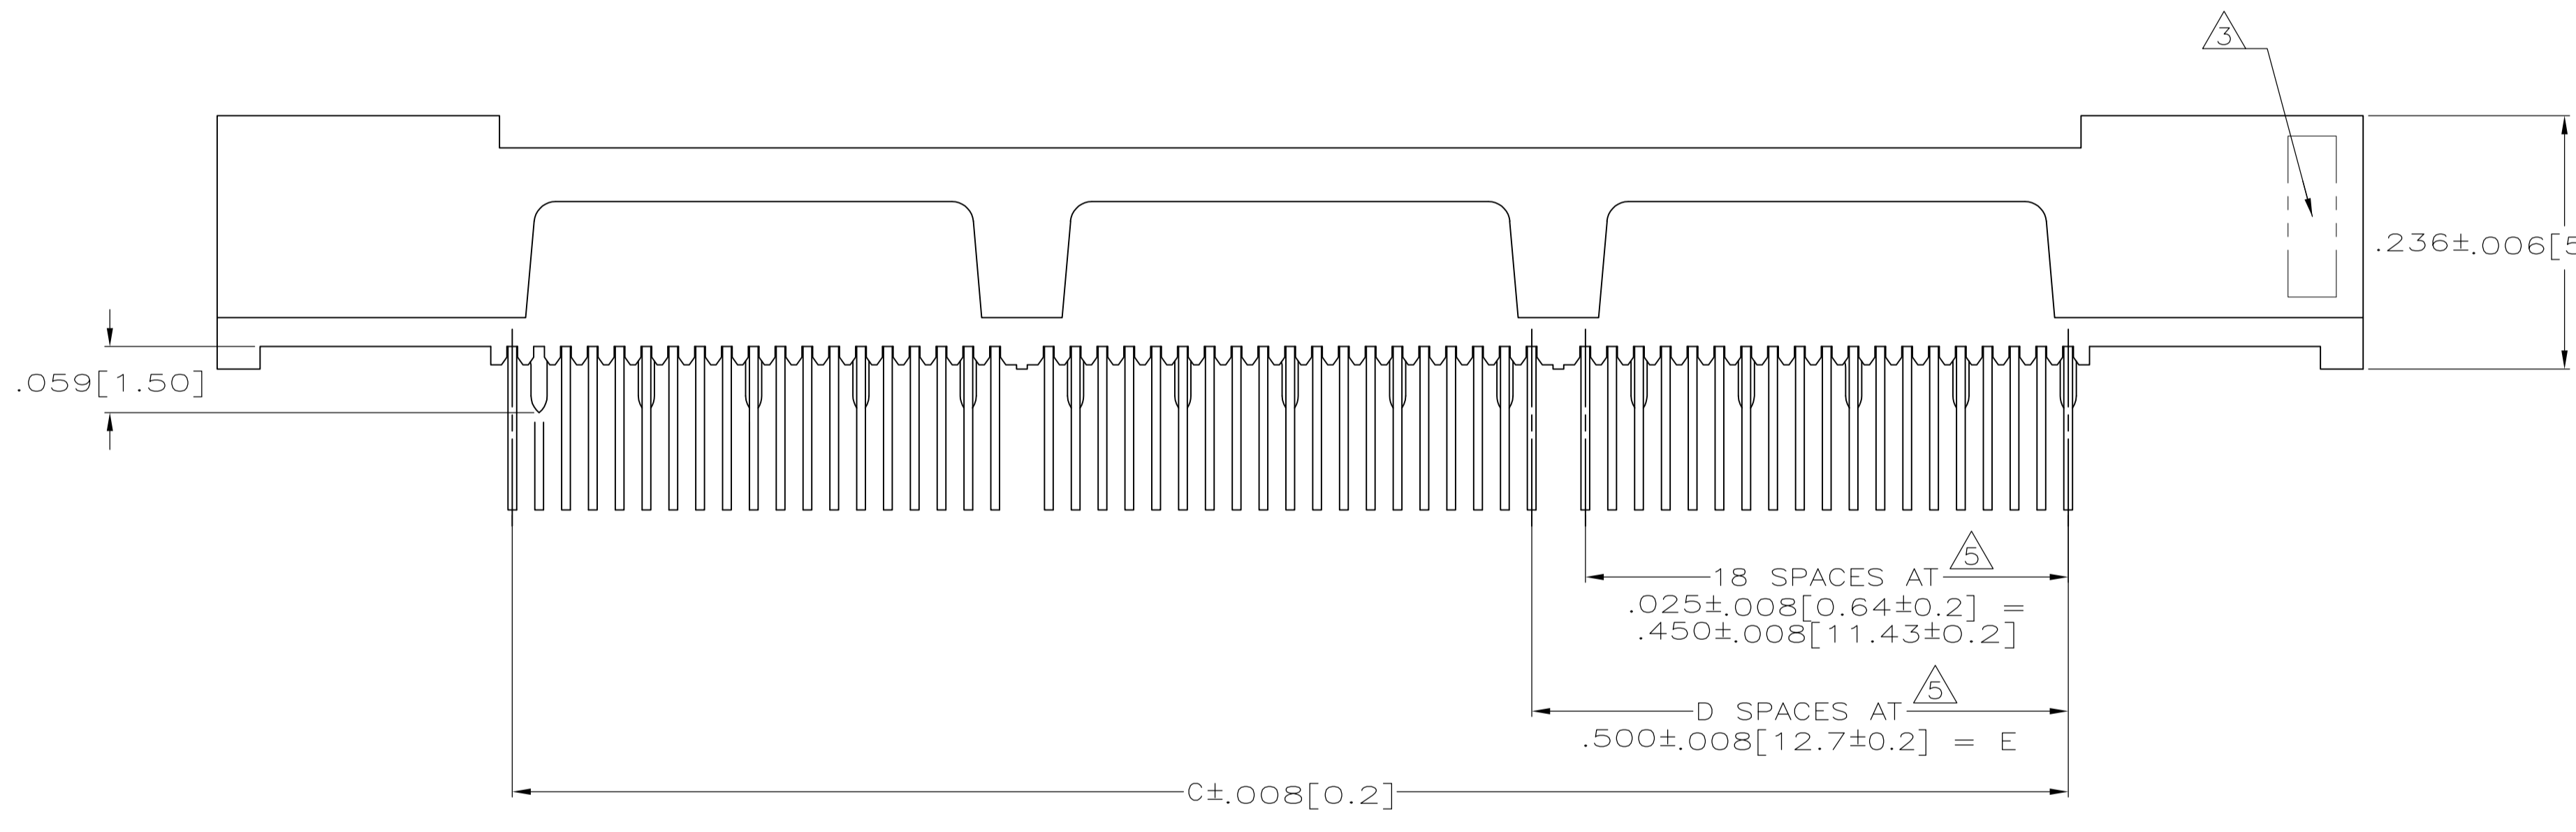 3
.236±.006[5
.059[1.50]
5
18 SPACES AT
.025±.008[0.64±0.2] =
.450±.008[11.43±0.2]
5
D SPACES AT
.500±.008[12.7±0.2] = E
C±.008[0.2]